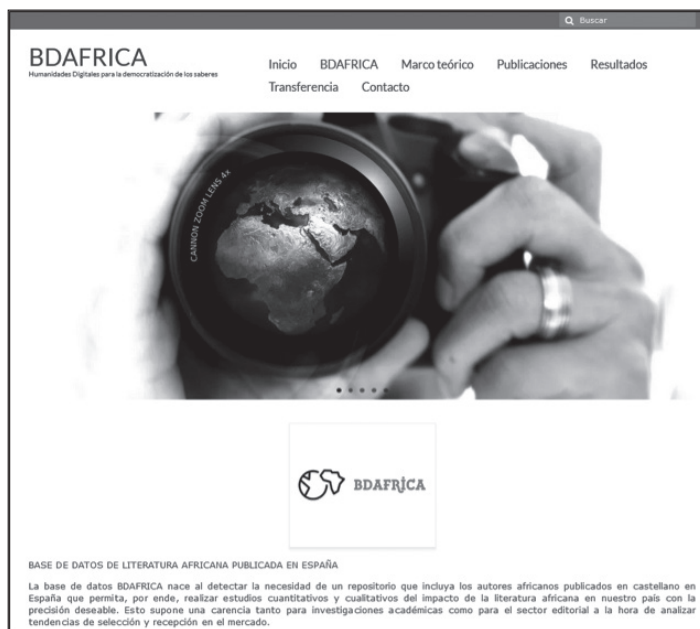 Buscar
BDAFRICA
Humanidades Digitales para la democratización de los saberes
Inicio BDAFRICA Marco teórico Publicaciones Resultados
Transferencia Contacto
CANNON ZOOM LENS 4x
BDAFRICA
BASE DE DATOS DE LITERATURA AFRICANA PUBLICADA EN ESPAÑA
La base de datos BDAFRICA nace al detectar la necesidad de un repositorio que incluya los autores africanos publicados en castellano en
España que permita, por ende, realizar estudios cuantitativos y cualitativos del impacto de la literatura africana en nuestro país con la
precisión deseable. Esto supone una carencia tanto para investigaciones académicas como para el sector editorial a la hora de analizar
tendencias de selección y recepción en el mercado.